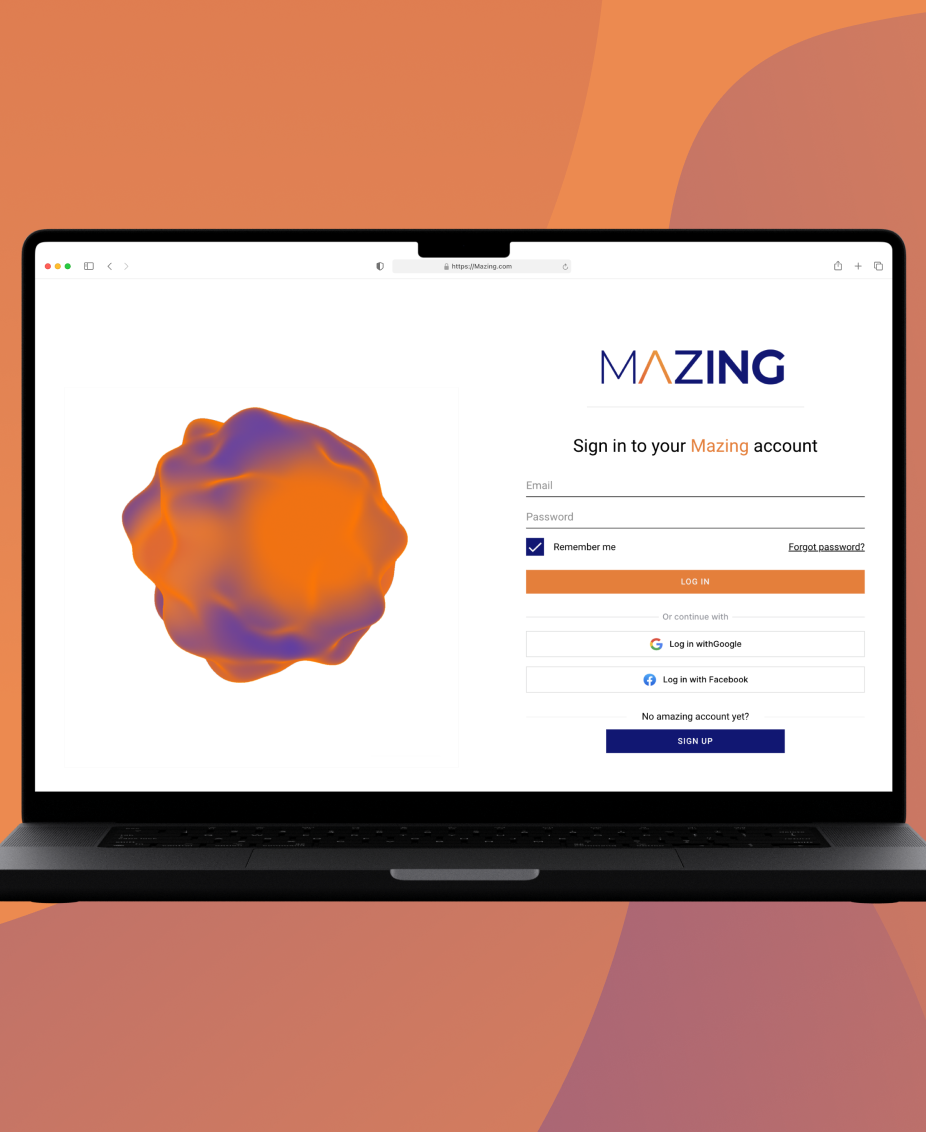 https://Mazing.com
MAZING
Sign in to your Mazing account
Email
Password
Remember me
Forgot password?
LOG IN
Or continue with
Log in withGoogle
Log in with Facebook
No amazing account yet?
SIGN UP